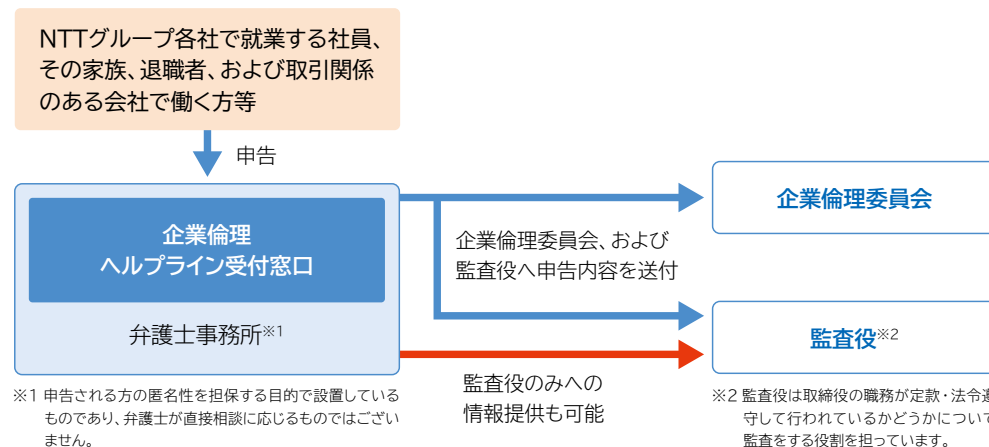 NTTグループ各社で就業する社員、
その家族、退職者、および取引関係
のある会社で働く方等
申告
企業倫理
ヘルプライン受付窓口
弁護士事務所※1
企業倫理委員会、および
監査役へ申告内容を送付
監査役のみへの
情報提供も可能
企業倫理委員会
監査役※2
※1 申告される方の匿名性を担保する目的で設置している
ものであり、弁護士が直接相談に応じるものではござい
ません。
※2 監査役は取締役の職務が定款・法令遵
守して行われているかどうかについて
監査をする役割を担っています。